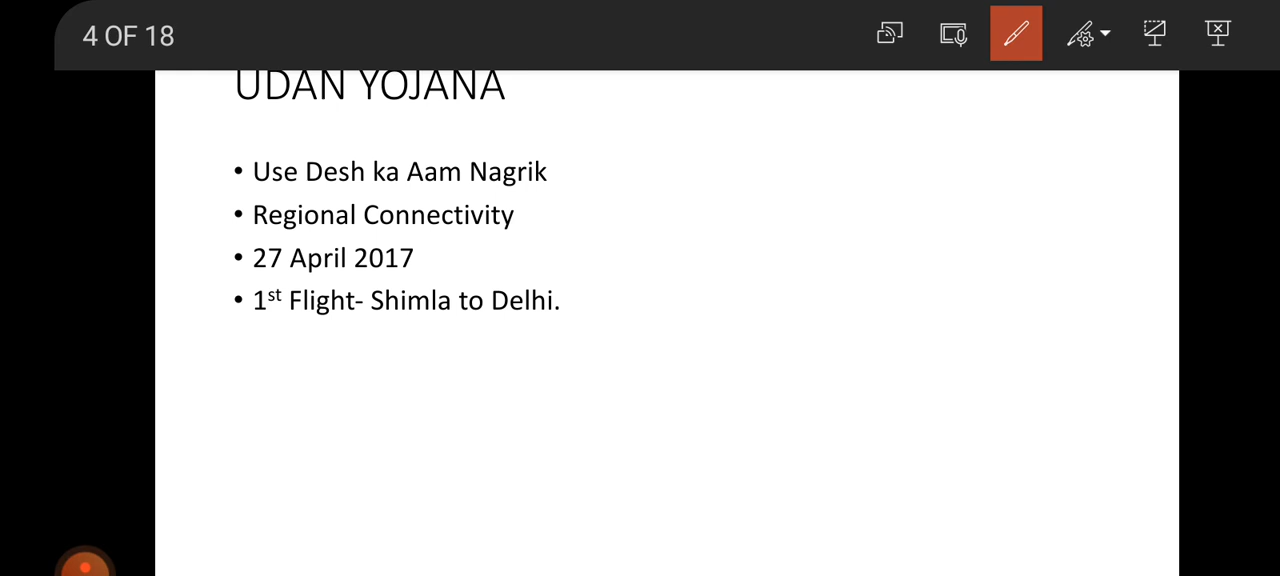 4 OF 18
UDAN YOJANA
• Use Desh ka Aam Nagrik
• Regional Connectivity
• 27 April 2017
• 1st Flight- Shimla to Delhi.